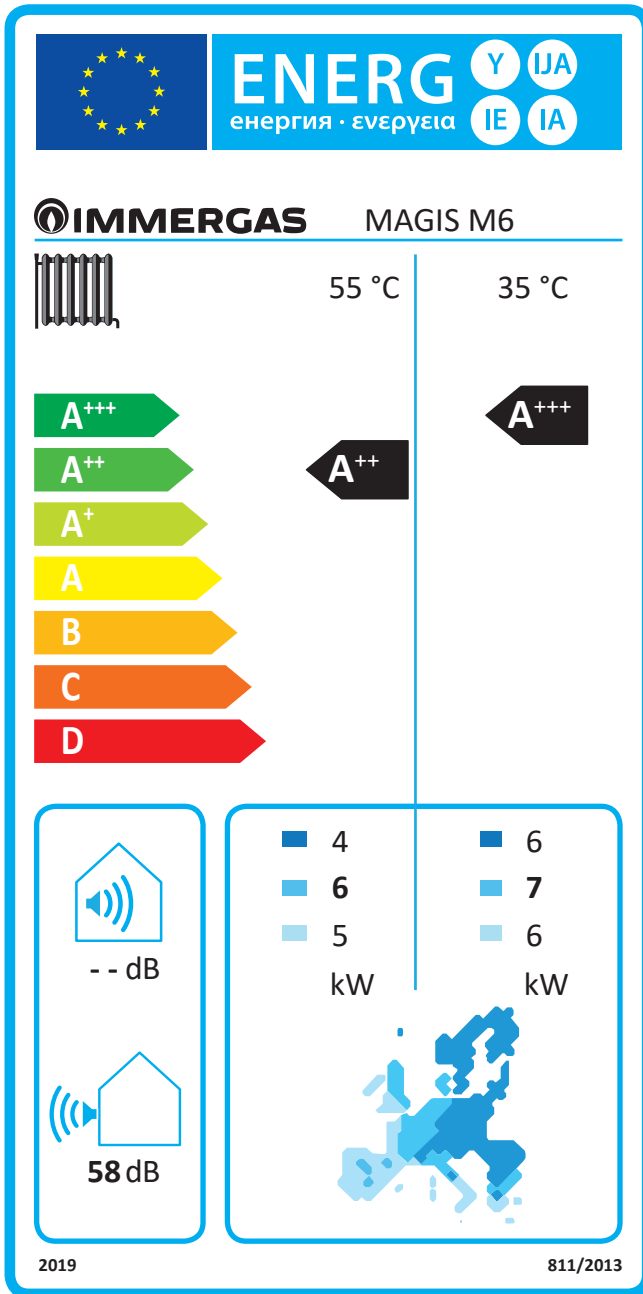 ENERG Y IJA
енергия · ενεργεια IE IA
IMMERGAS MAGIS M6
55 °C 35 °C
A+++ A+++
A++ A++
A+
A
B
C
D
4 6
6 7
5 6
kW kW
- - dB
58 dB
2019 811/2013